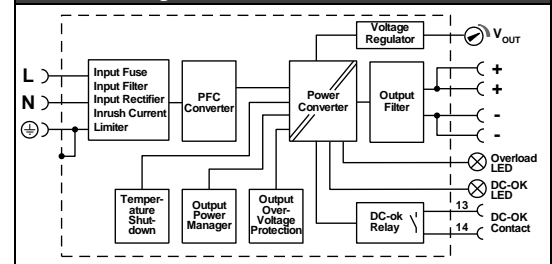 Voltage
Regulator
VOUT
L
N
Input Fuse
Input Filter
Input Rectifier
Inrush Current
Limiter
PFC
Converter
Power
Converter
Output
Filter
+
+
-
-
Overload
LED
DC-OK
LED
Temper-
ature
Shut-
down
Output
Power
Manager
Output
Over-
Voltage
Protection
DC-ok
Relay
13
14
DC-OK
Contact